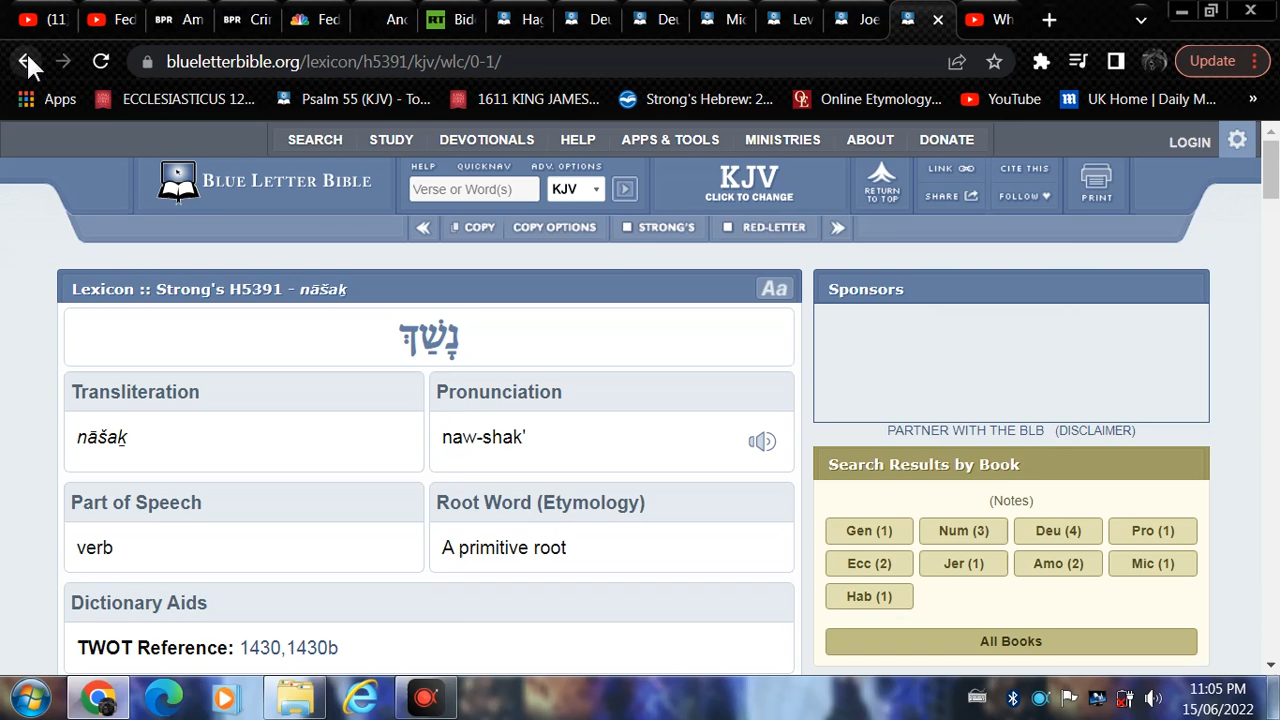 (11 Fed BPR Am BPR Crin Fed And RT Bid Hag Deu Deu Mic Lev Joe Wh
blueletterbible.org/lexicon/h5391/kjv/wlc/0-1/ Update
Apps ECCLESIASTICUS 12... Psalm 55 (KJV) - To... 1611 KING JAMES... Strong's Hebrew: 2... Online Etymology... YouTube UK Home | Daily M... »
SEARCH STUDY DEVOTIONALS HELP APPS & TOOLS MINISTRIES ABOUT DONATE LOGIN
HELP QUICKNAV ADV. OPTIONS
BLUE LETTER BIBLE Verse or Word(s) KJV
KJV
CLICK TO CHANGE
RETURN
TO TOP
LINK CITE THIS
SHARE FOLLOW PRINT
COPY COPY OPTIONS STRONG'S RED-LETTER
Lexicon :: Strong's H5391 - nāšaḵ Aa
נָשַׁךְ
Transliteration Pronunciation
nāšaḵ naw-shak'
Part of Speech Root Word (Etymology)
verb A primitive root
Dictionary Aids
TWOT Reference: 1430,1430b
Sponsors
PARTNER WITH THE BLB (DISCLAIMER)
Search Results by Book
(Notes)
Gen (1) Num (3) Deu (4) Pro (1)
Ecc (2) Jer (1) Amo (2) Mic (1)
Hab (1)
All Books
11:05 PM
15/06/2022